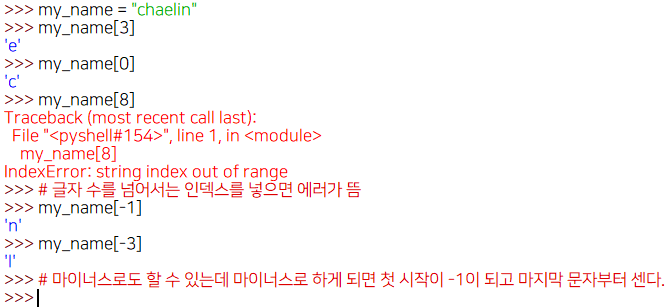 >>> my_name = "chaelin"
>>> my_name[3]
'e'
>>> my_name[0]
'c'
>>> my_name[8]
Traceback (most recent call last):
  File "<pyshell#154>", line 1, in <module>
    my_name[8]
IndexError: string index out of range
>>> # 글자 수를 넘어서는 인덱스를 넣으면 에러가 뜸
>>> my_name[-1]
'n'
>>> my_name[-3]
'l'
>>> # 마이너스로도 할 수 있는데 마이너스로 하게 되면 첫 시작이 -1이 되고 마지막 문자부터 센다.
>>>